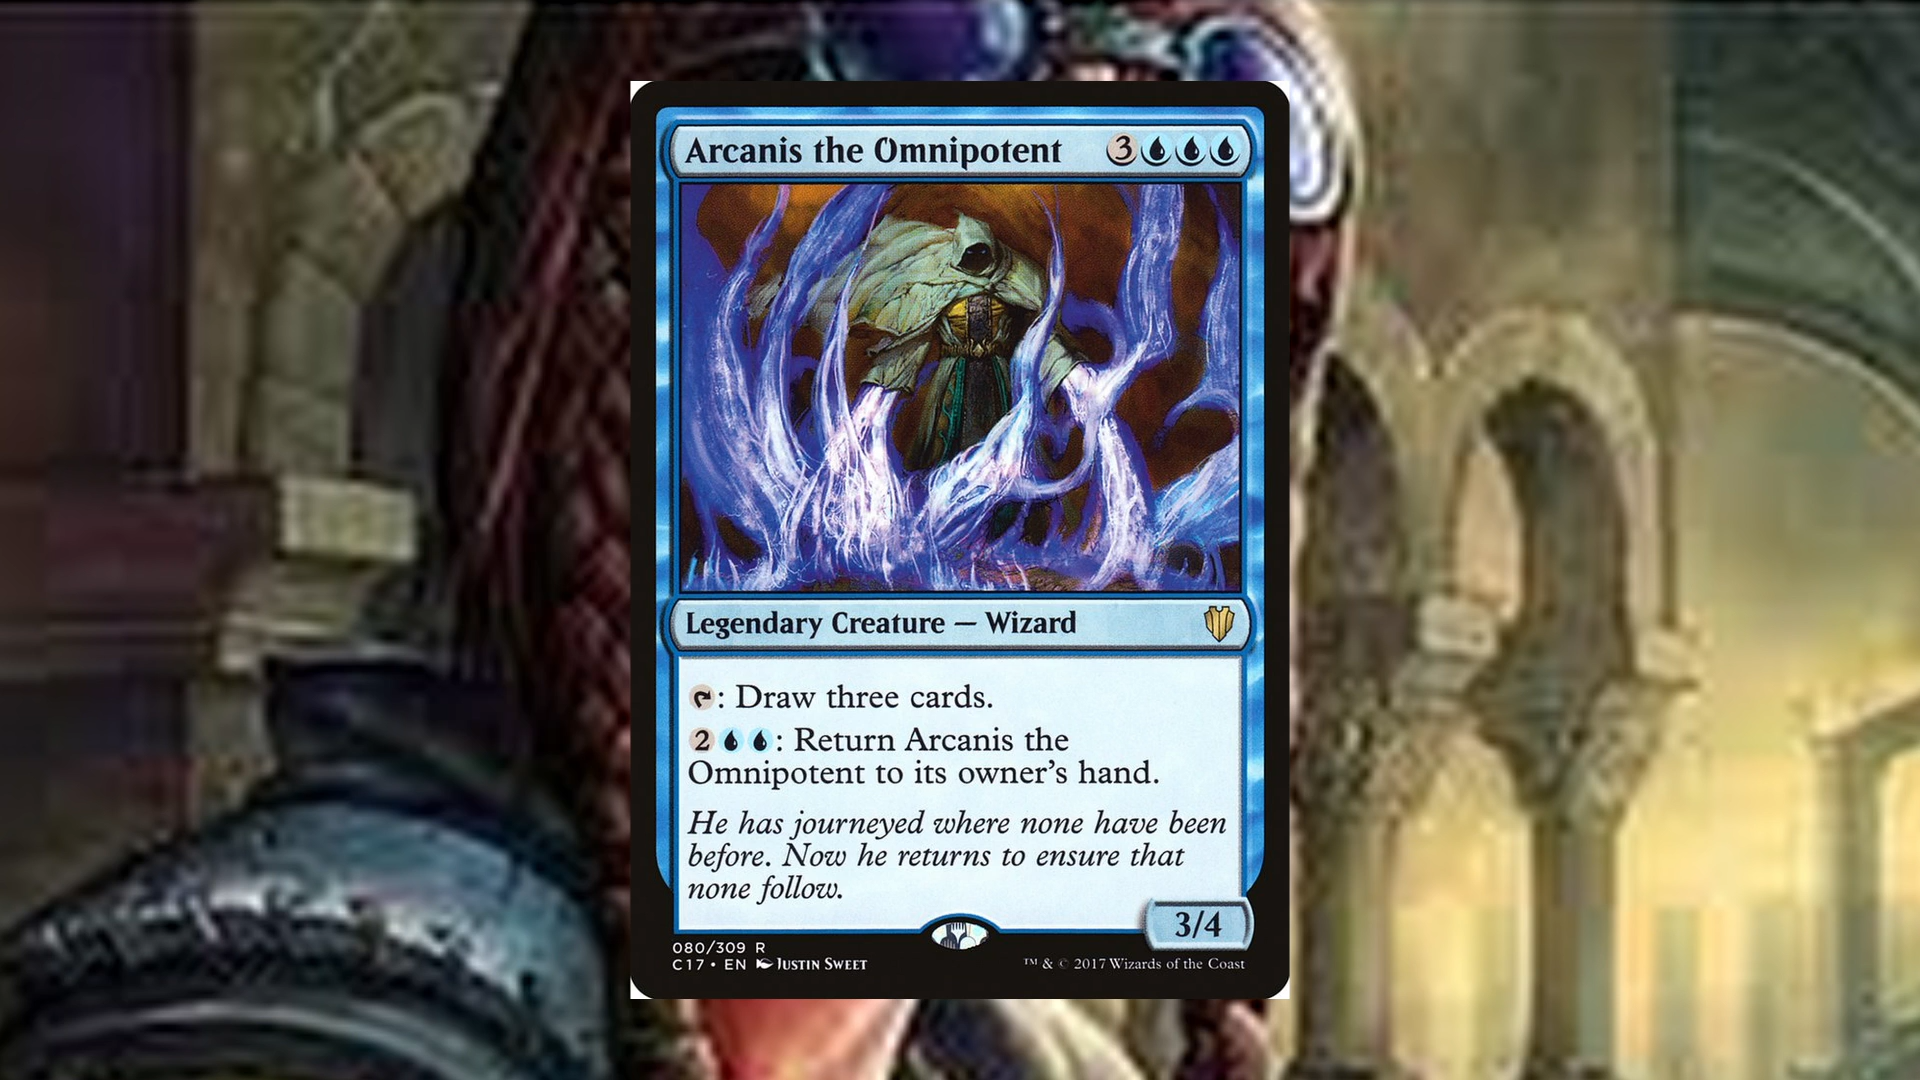 Arcanis the Omnipotent 3
Legendary Creature — Wizard
: Draw three cards.
2 : Return Arcanis the
Omnipotent to its owner's hand.
He has journeyed where none have been
before. Now he returns to ensure that
none follow.
3/4
080/309 R
C17 • EN Justin Sweet
™ & © 2017 Wizards of the Coast